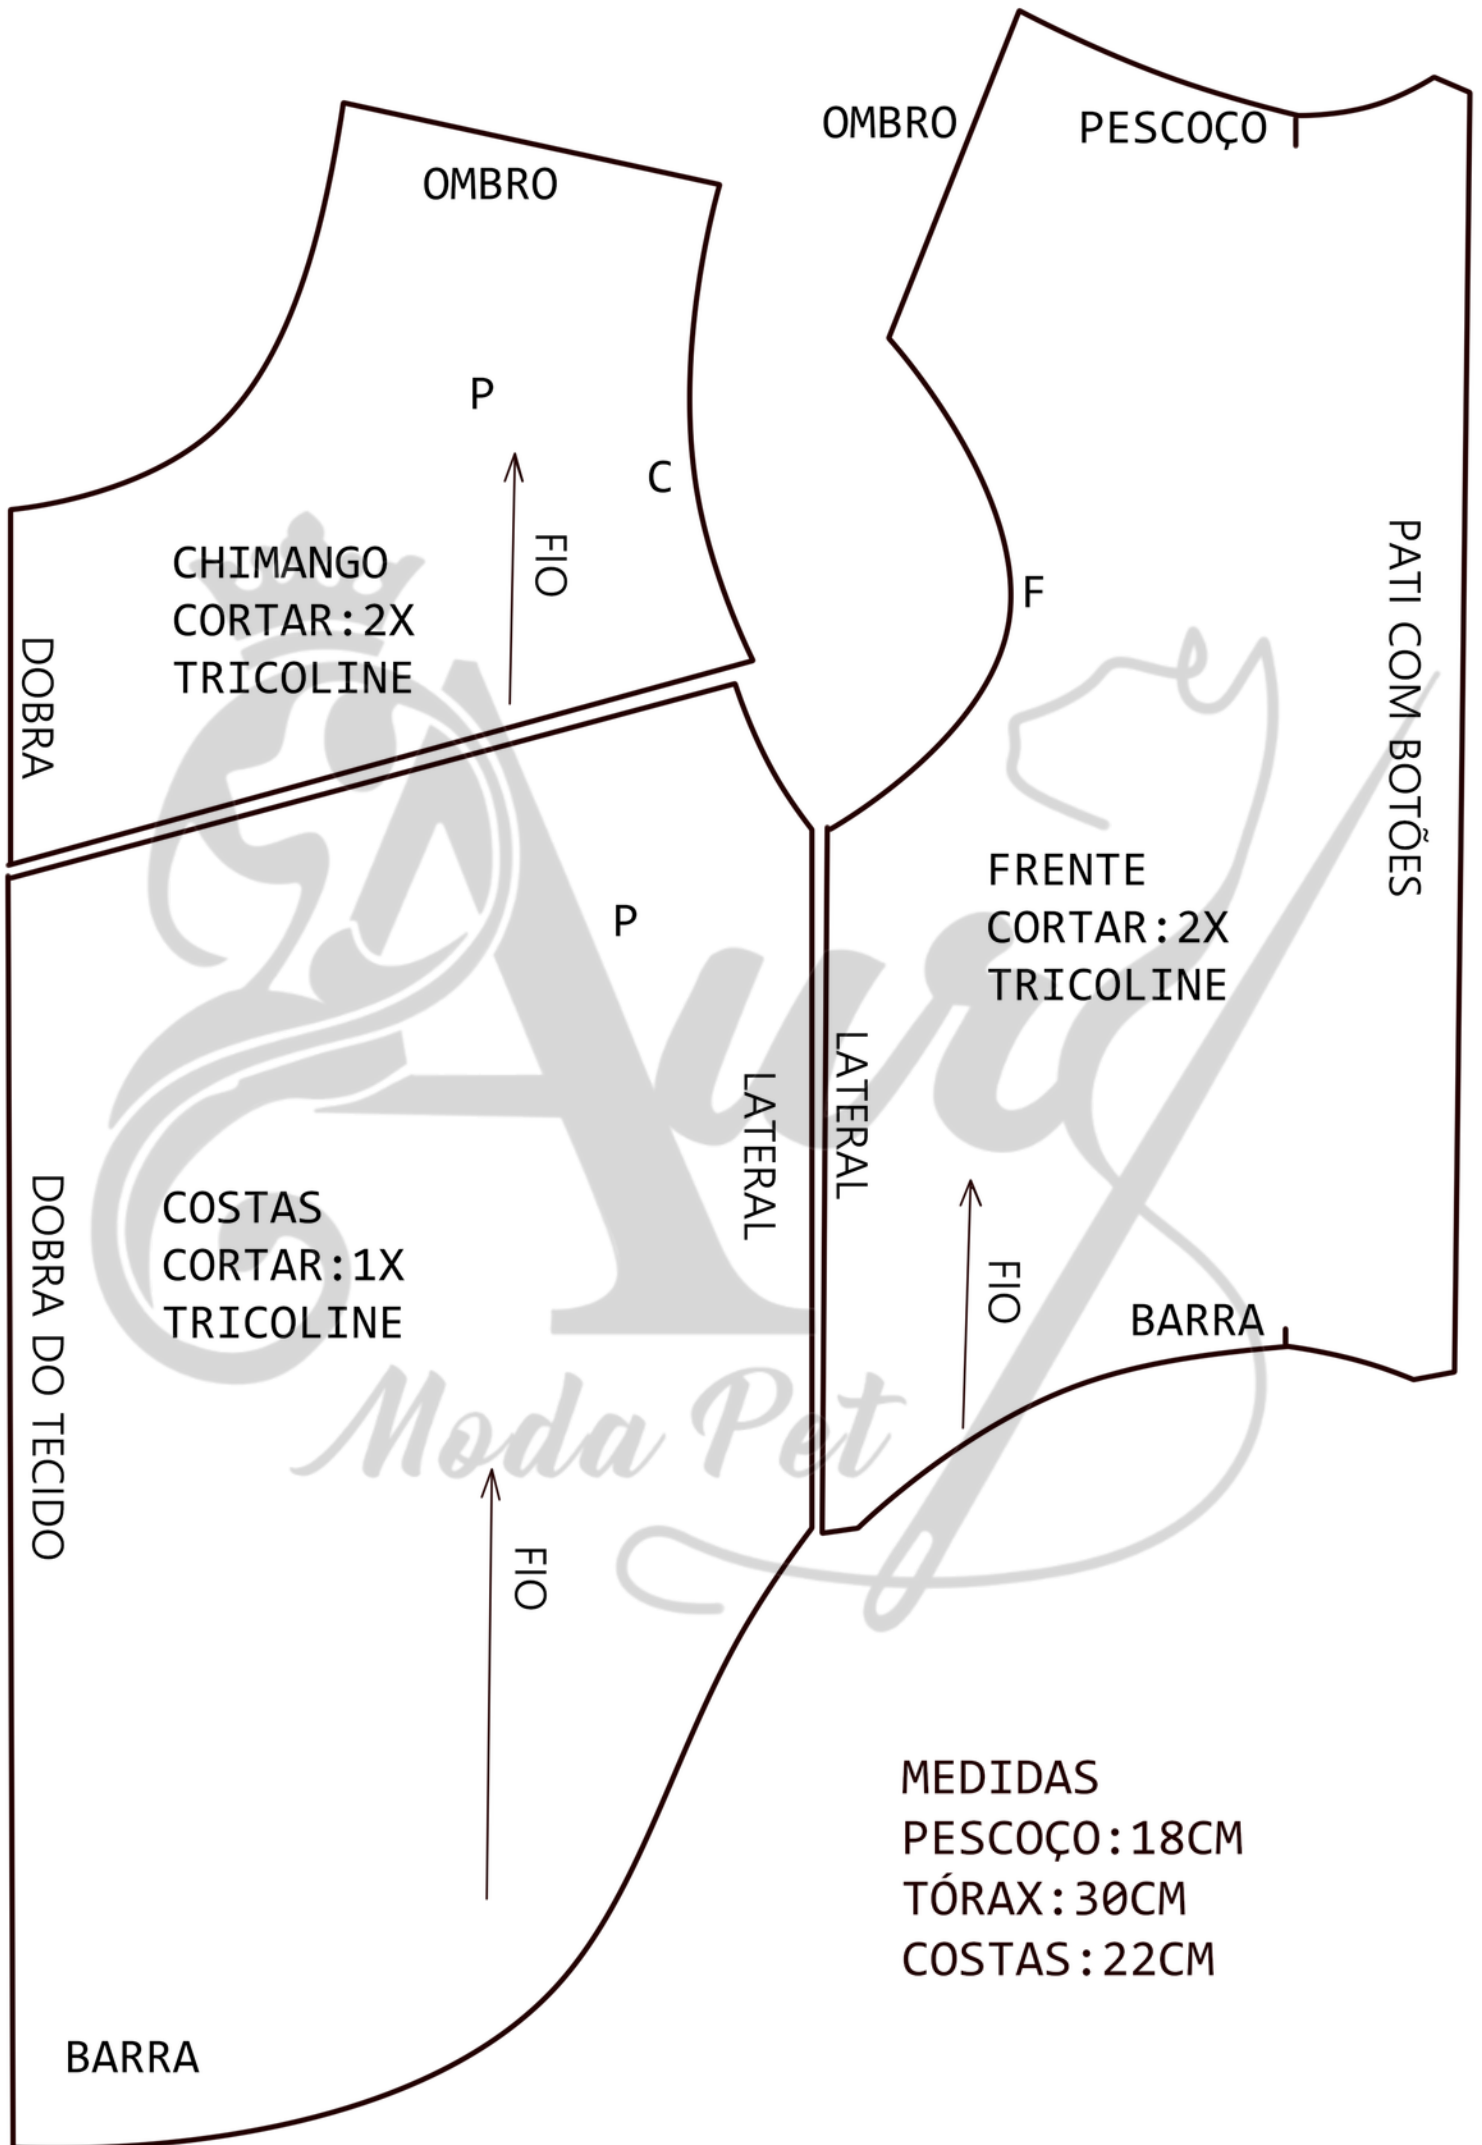 OMBRO
P
C
FIO
CHIMANGO
CORTAR:2X
TRICOLINE
DOBRA
OMBRO
PESCOÇO
F
PATI COM BOTÕES
FRENTE
CORTAR:2X
TRICOLINE
LATERAL
FIO
BARRA
P
LATERAL
COSTAS
CORTAR:1X
TRICOLINE
DOBRA DO TECIDO
FIO
BARRA
Aury
Moda Pet
MEDIDAS
PESCOÇO:18CM
TÓRAX:30CM
COSTAS:22CM